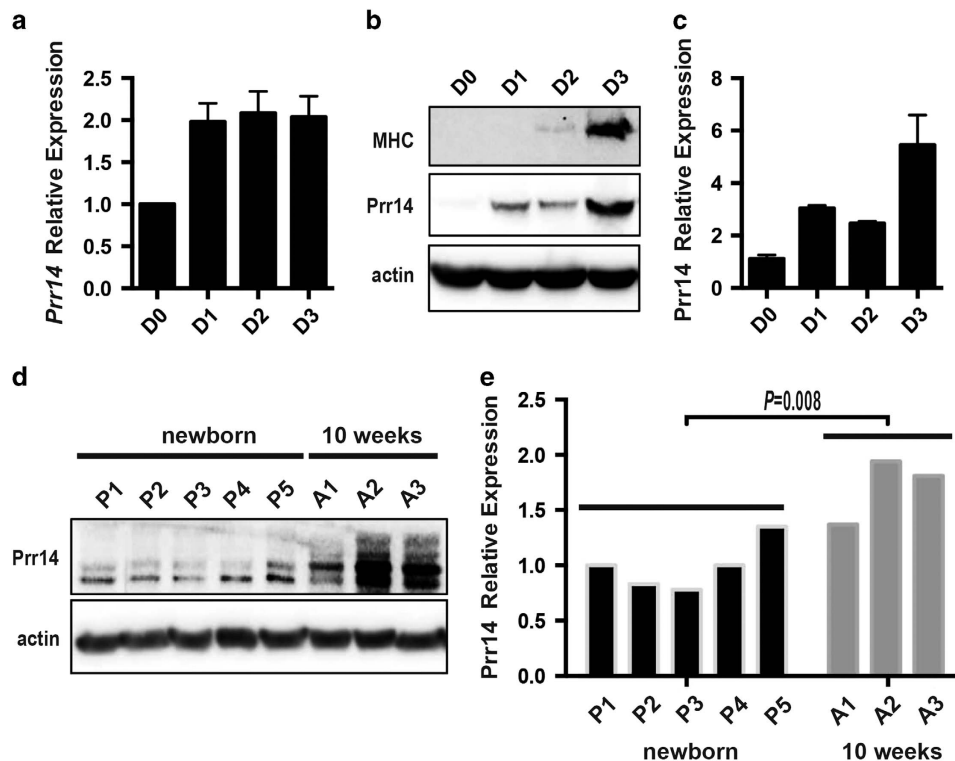 a
Prr14 Relative Expression
2.5
2.0
1.5
1.0
0.5
0.0
D0 D1 D2 D3
b
D0 D1 D2 D3
MHC
Prr14
actin
c
Prr14 Relative Expression
8
6
4
2
0
D0 D1 D2 D3
d
newborn 10 weeks
P1 P2 P3 P4 P5 A1 A2 A3
Prr14
actin
e
Prr14 Relative Expression
2.5
2.0
1.5
1.0
0.5
0.0
P=0.008
P1 P2 P3 P4 P5 A1 A2 A3
newborn 10 weeks